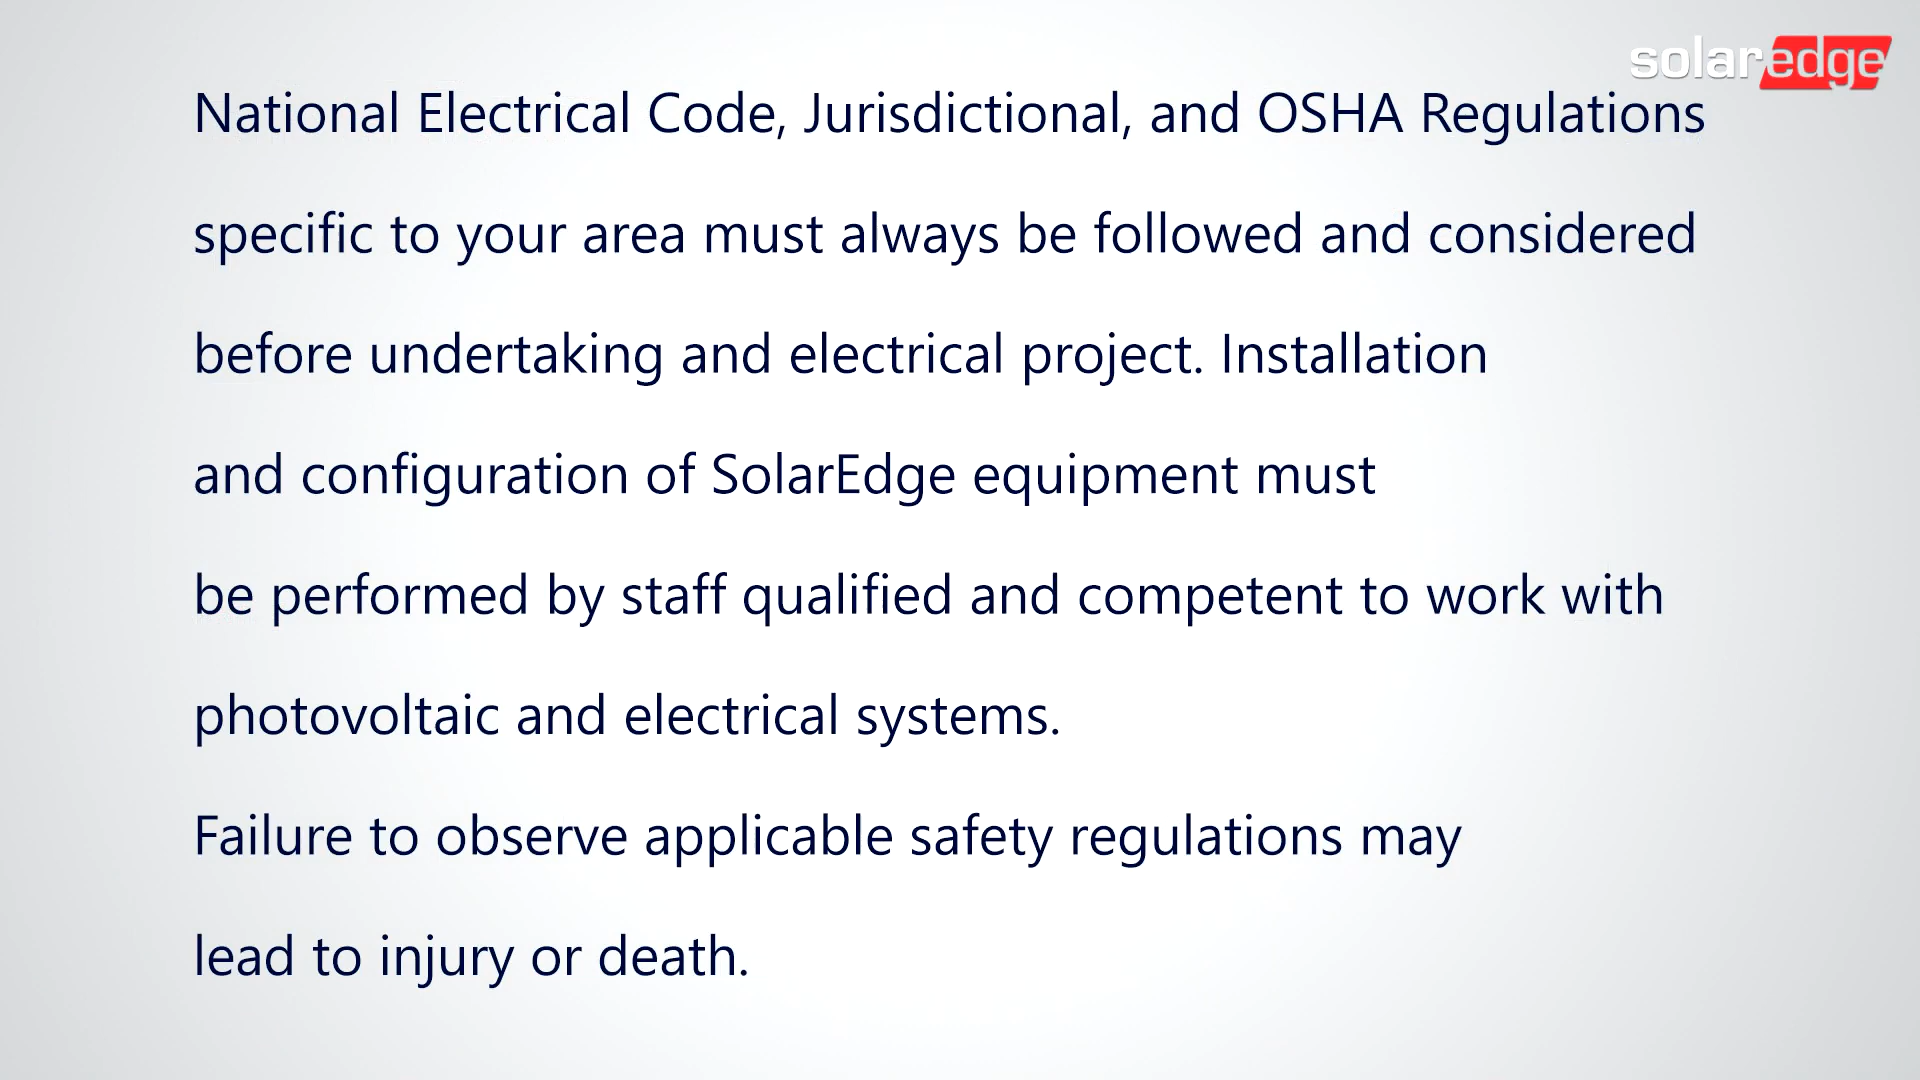 solaredge
National Electrical Code, Jurisdictional, and OSHA Regulations
specific to your area must always be followed and considered
before undertaking and electrical project. Installation
and configuration of SolarEdge equipment must
be performed by staff qualified and competent to work with
photovoltaic and electrical systems.
Failure to observe applicable safety regulations may
lead to injury or death.